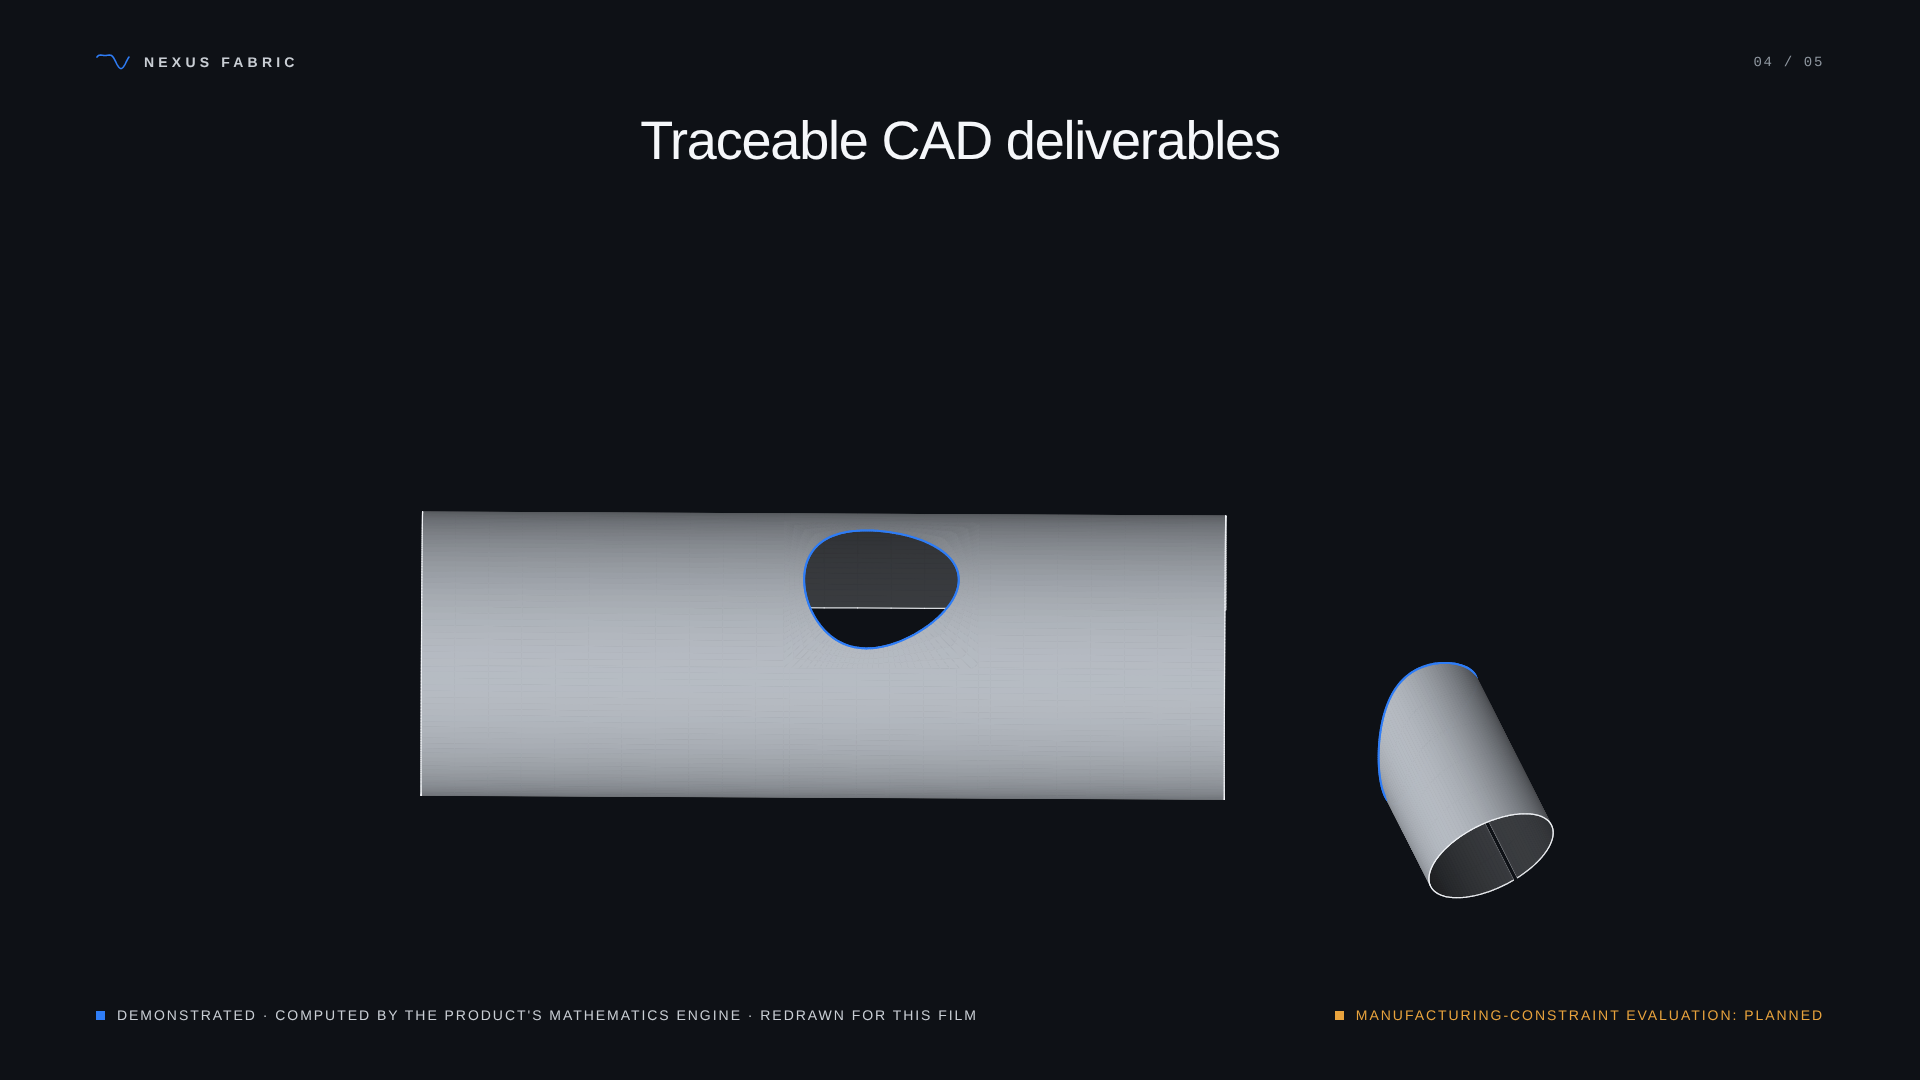 NEXUS FABRIC
04 / 05
Traceable CAD deliverables
DEMONSTRATED · COMPUTED BY THE PRODUCT'S MATHEMATICS ENGINE · REDRAWN FOR THIS FILM
MANUFACTURING-CONSTRAINT EVALUATION: PLANNED